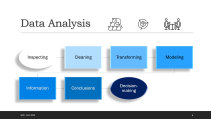 Data Analysis
Inspecting
Cleaning
Transforming
Modeling
Information
Conclusions
Decision-
making